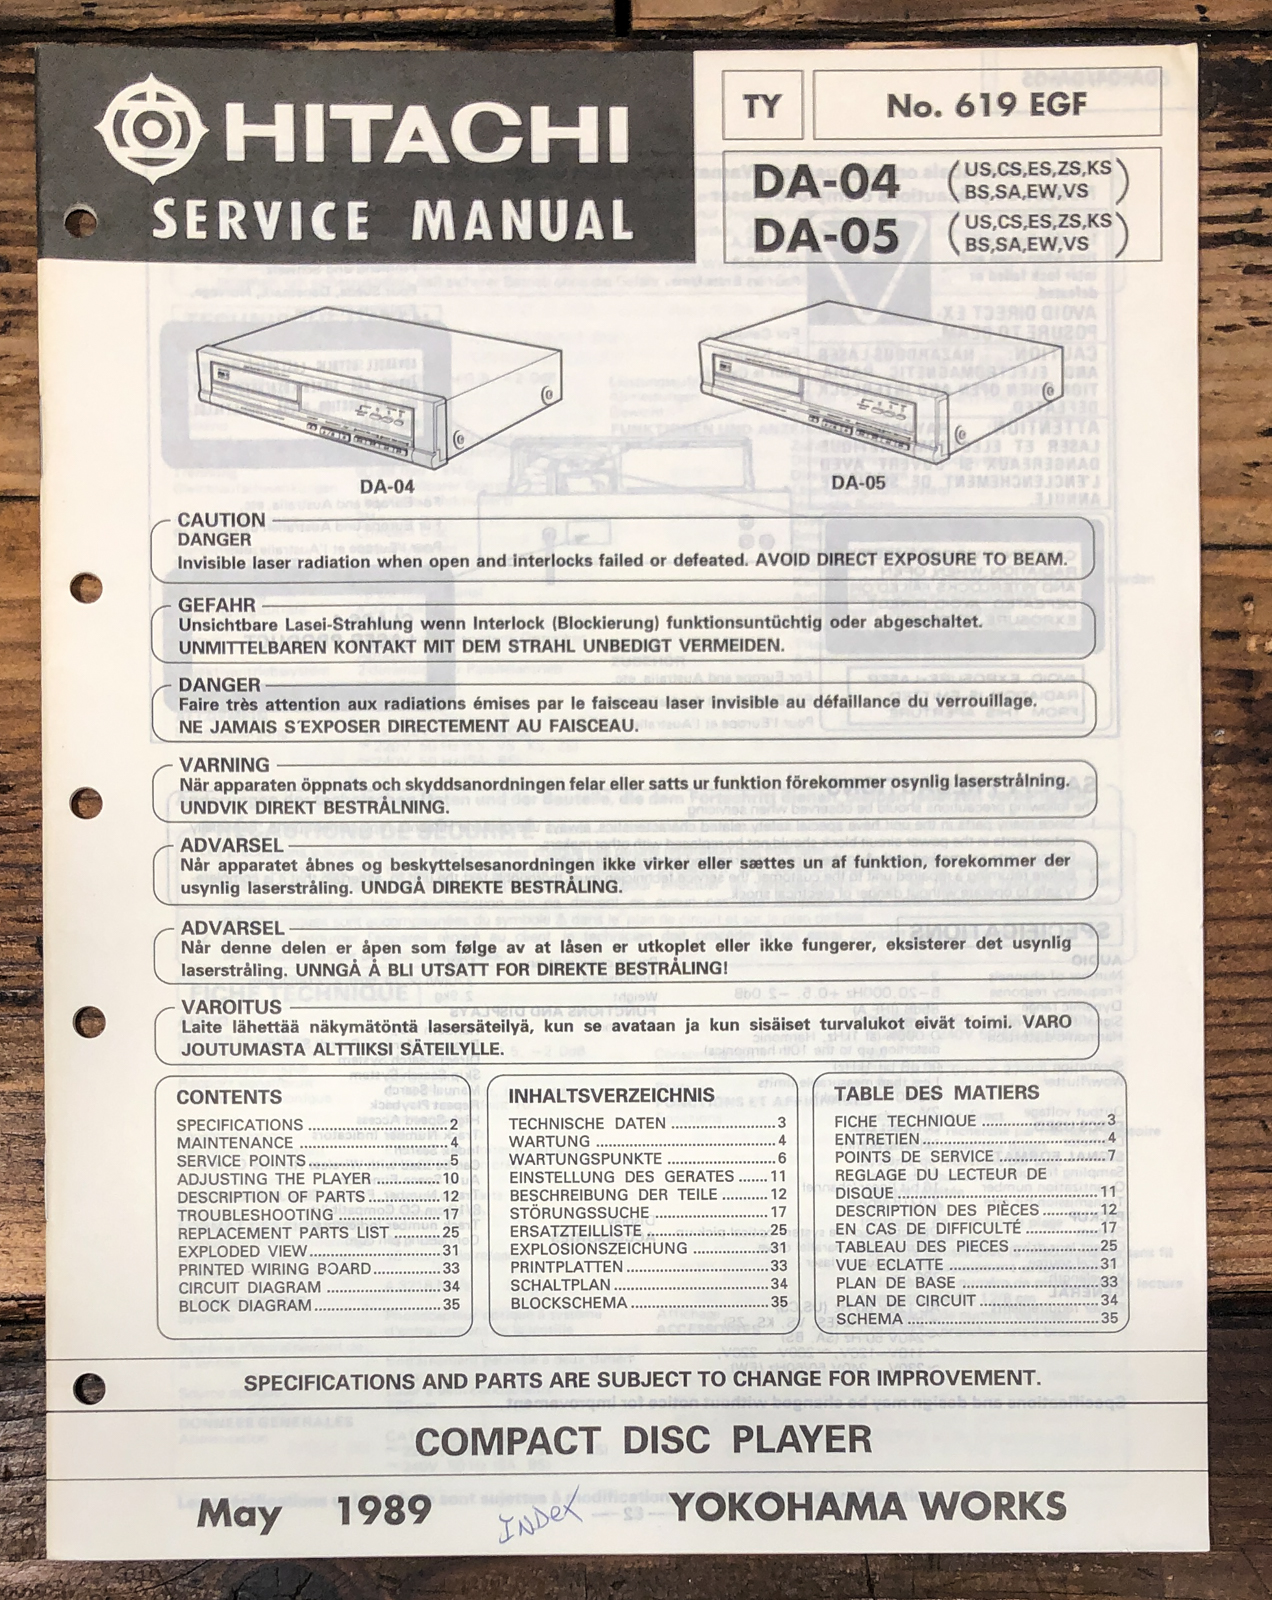 HITACHI
SERVICE MANUAL
TY
No. 619 EGF
DA-04 (US,CS,ES,ZS,KS
BS,SA,EW,VS)
DA-05 (US,CS,ES,ZS,KS
BS,SA,EW,VS)
DA-04
DA-05
CAUTION
DANGER
Invisible laser radiation when open and interlocks failed or defeated. AVOID DIRECT EXPOSURE TO BEAM.
GEFAHR
Unsichtbare Lasei-Strahlung wenn Interlock (Blockierung) funktionsuntüchtig oder abgeschaltet.
UNMITTELBAREN KONTAKT MIT DEM STRAHL UNBEDIGT VERMEIDEN.
DANGER
Faire très attention aux radiations émises par le faisceau laser invisible au défaillance du verrouillage.
NE JAMAIS S'EXPOSER DIRECTEMENT AU FAISCEAU.
VARNING
När apparaten öppnats och skyddsanordningen felar eller satts ur funktion förekommer osynlig laserstrålning.
UNDVIK DIREKT BESTRÅLNING.
ADVARSEL
Når apparatet åbnes og beskyttelsesanordningen ikke virker eller sættes un af funktion, forekommer der
usynlig laserstråling. UNDGÅ DIREKTE BESTRÅLING.
ADVARSEL
Når denne delen er åpen som følge av at låsen er utkoplet eller ikke fungerer, eksisterer det usynlig
laserstråling. UNNGÅ Å BLI UTSATT FOR DIREKTE BESTRÅLING!
VAROITUS
Laite lähettää näkymätöntä lasersäteilyä, kun se avataan ja kun sisäiset turvalukot eivät toimi. VARO
JOUTUMASTA ALTTIIKSI SÄTEILYLLE.
CONTENTS
SPECIFICATIONS ..................... 2
MAINTENANCE ..................... 4
SERVICE POINTS ..................... 5
ADJUSTING THE PLAYER ............. 10
DESCRIPTION OF PARTS ............. 12
TROUBLESHOOTING .................. 17
REPLACEMENT PARTS LIST .......... 25
EXPLODED VIEW ..................... 31
PRINTED WIRING BOARD ............ 33
CIRCUIT DIAGRAM ................... 34
BLOCK DIAGRAM .................... 35
INHALTSVERZEICHNIS
TECHNISCHE DATEN ................. 3
WARTUNG ........................... 4
WARTUNGSPUNKTE ................... 6
EINSTELLUNG DES GERATES ....... 11
BESCHREIBUNG DER TEILE ......... 12
STÖRUNGSSUCHE .................... 17
ERSATZTEILLISTE ................... 25
EXPLOSIONSZEICHUNG .............. 31
PRINTPLATTEN ...................... 33
SCHALTPLAN ........................ 34
BLOCKSCHEMA ...................... 35
TABLE DES MATIERS
FICHE TECHNIQUE ................... 3
ENTRETIEN .......................... 4
POINTS DE SERVICE ................. 7
REGLAGE DU LECTEUR DE
DISQUE ............................. 11
DESCRIPTION DES PIÈCES .......... 12
EN CAS DE DIFFICULTÉ ............ 17
TABLEAU DES PIECES .............. 25
VUE ECLATTE ....................... 31
PLAN DE BASE ...................... 33
PLAN DE CIRCUIT ................... 34
SCHEMA ............................ 35
SPECIFICATIONS AND PARTS ARE SUBJECT TO CHANGE FOR IMPROVEMENT.
COMPACT DISC PLAYER
May 1989 INDex YOKOHAMA WORKS